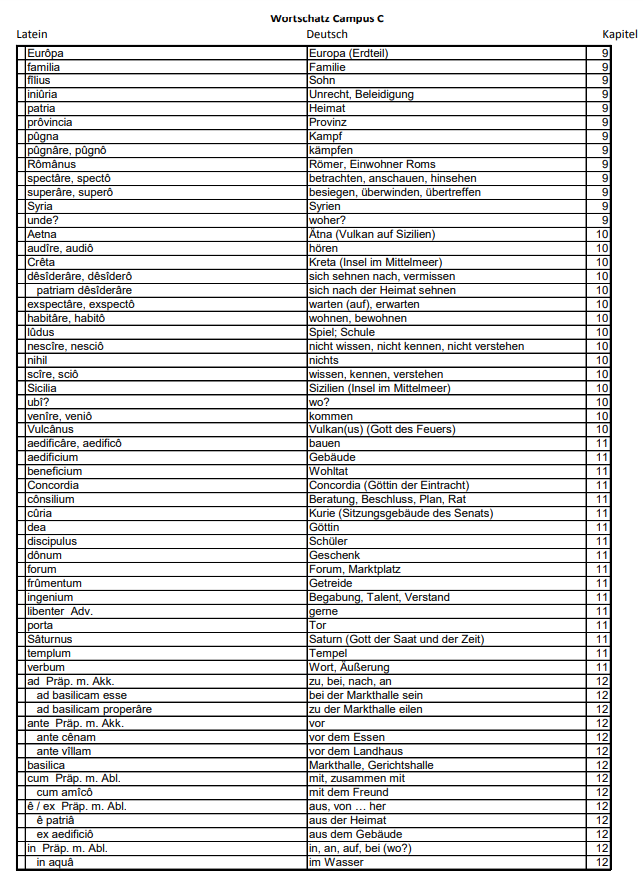 Wortschatz Campus C
Latein Deutsch Kapitel
Eurôpa Europa (Erdteil) 9
familia Familie 9
fîlius Sohn 9
iniûria Unrecht, Beleidigung 9
patria Heimat 9
prôvincia Provinz 9
pûgna Kampf 9
pûgnâre, pûgnô kämpfen 9
Rômânus Römer, Einwohner Roms 9
spectâre, spectô betrachten, anschauen, hinsehen 9
superâre, superô besiegen, überwinden, übertreffen 9
Syria Syrien 9
unde? woher? 9
Aetna Ätna (Vulkan auf Sizilien) 10
audîre, audiô hören 10
Crêta Kreta (Insel im Mittelmeer) 10
dêsîderâre, dêsîderô sich sehnen nach, vermissen 10
patriam dêsîderâre sich nach der Heimat sehnen 10
exspectâre, exspectô warten (auf), erwarten 10
habitâre, habitô wohnen, bewohnen 10
lûdus Spiel; Schule 10
nescîre, nesciô nicht wissen, nicht kennen, nicht verstehen 10
nihil nichts 10
scîre, sciô wissen, kennen, verstehen 10
Sicilia Sizilien (Insel im Mittelmeer) 10
ubî? wo? 10
venîre, veniô kommen 10
Vulcânus Vulkan(us) (Gott des Feuers) 10
aedificâre, aedificô bauen 11
aedificium Gebäude 11
beneficium Wohltat 11
Concordia Concordia (Göttin der Eintracht) 11
cônsilium Beratung, Beschluss, Plan, Rat 11
cûria Kurie (Sitzungsgebäude des Senats) 11
dea Göttin 11
discipulus Schüler 11
dônum Geschenk 11
forum Forum, Marktplatz 11
frûmentum Getreide 11
ingenium Begabung, Talent, Verstand 11
libenter Adv. gerne 11
porta Tor 11
Sâturnus Saturn (Gott der Saat und der Zeit) 11
templum Tempel 11
verbum Wort, Äußerung 11
ad Präp. m. Akk. zu, bei, nach, an 12
ad basilicam esse bei der Markthalle sein 12
ad basilicam properâre zu der Markthalle eilen 12
ante Präp. m. Akk. vor 12
ante cênam vor dem Essen 12
ante vîllam vor dem Landhaus 12
basilica Markthalle, Gerichtshalle 12
cum Präp. m. Abl. mit, zusammen mit 12
cum amîcô mit dem Freund 12
ê / ex Präp. m. Abl. aus, von … her 12
ê patriâ aus der Heimat 12
ex aedificiô aus dem Gebäude 12
in Präp. m. Abl. in, an, auf, bei (wo?) 12
in aquâ im Wasser 12